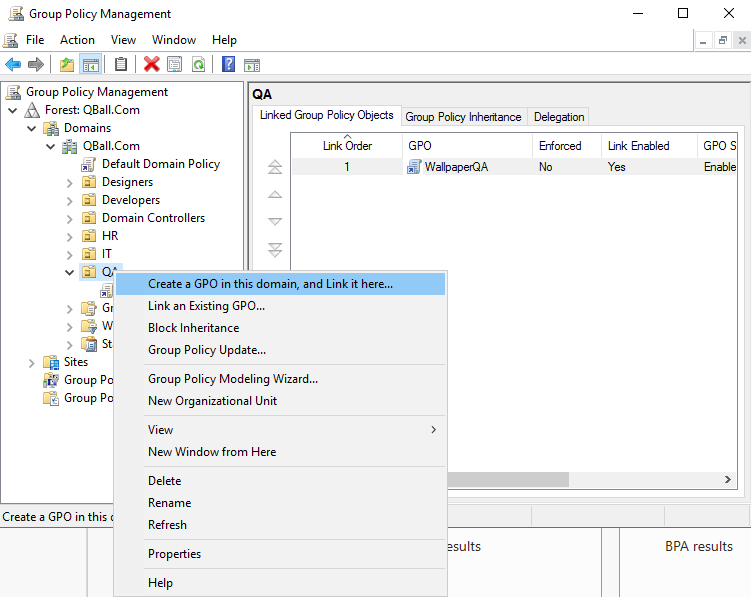 Group Policy Management
File Action View Window Help
Group Policy Management
Forest: QBall.Com
Domains
QBall.Com
Default Domain Policy
Designers
Developers
Domain Controllers
HR
IT
QA
Sites
QA
Linked Group Policy Objects Group Policy Inheritance Delegation
Link Order GPO Enforced Link Enabled GPO S
1 WallpaperQA No Yes Enable
Create a GPO in this domain, and Link it here...
Link an Existing GPO...
Block Inheritance
Group Policy Update...
Group Policy Modeling Wizard...
New Organizational Unit
View
New Window from Here
Delete
Rename
Refresh
Properties
Help
Group Po
Group Po
Create a GPO in this
BPA results